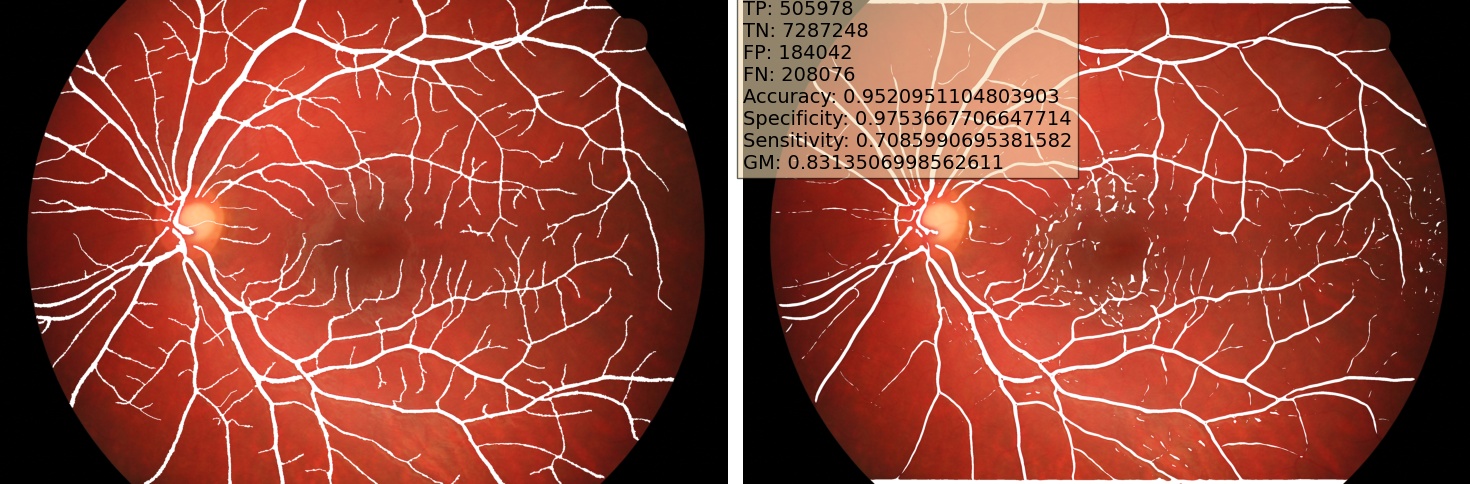 TP: 505978
TN: 7287248
FP: 184042
FN: 208076
Accuracy: 0.9520951104803903
Specificity: 0.9753667706647714
Sensitivity: 0.7085990695381582
GM: 0.8313506998562611